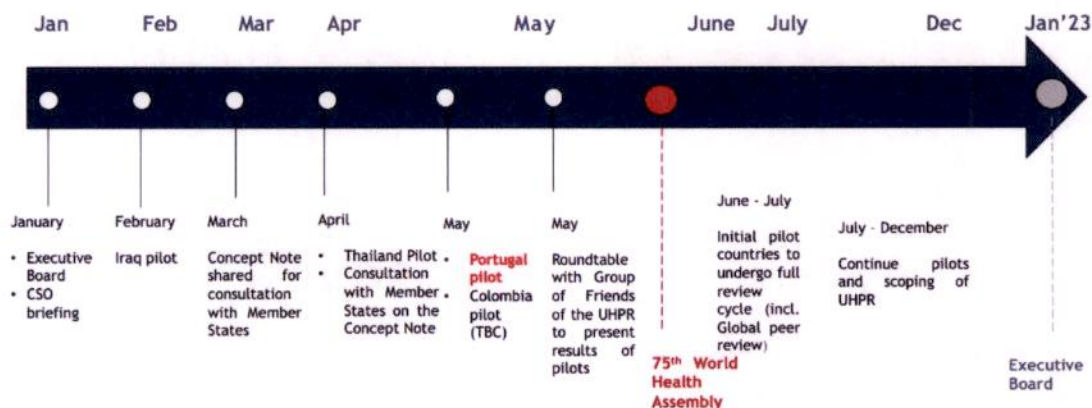 Jan Feb Mar Apr May June July Dec Jan'23
January
• Executive
Board
• CSO
briefing
February
Iraq pilot
March
Concept Note
shared for
consultation
with Member
States
April
• Thailand Pilot
• Consultation
with Member
States on the
Concept Note
May
• Portugal
pilot
• Colombia
pilot
(TBC)
May
Roundtable
with Group of
Friends
of the UHPR
to present
results of
pilots
75th World
Health
Assembly
June - July
Initial pilot
countries to
undergo full
review
cycle (incl.
Global peer
review)
July - December
Continue pilots
and scoping of
UHPR
Executive
Board